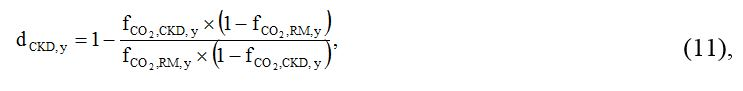 d_CKD,y = 1 − f_CO₂,CKD,y × (1 − f_CO₂,RM,y) / f_CO₂,RM,y × (1 − f_CO₂,CKD,y), (11),